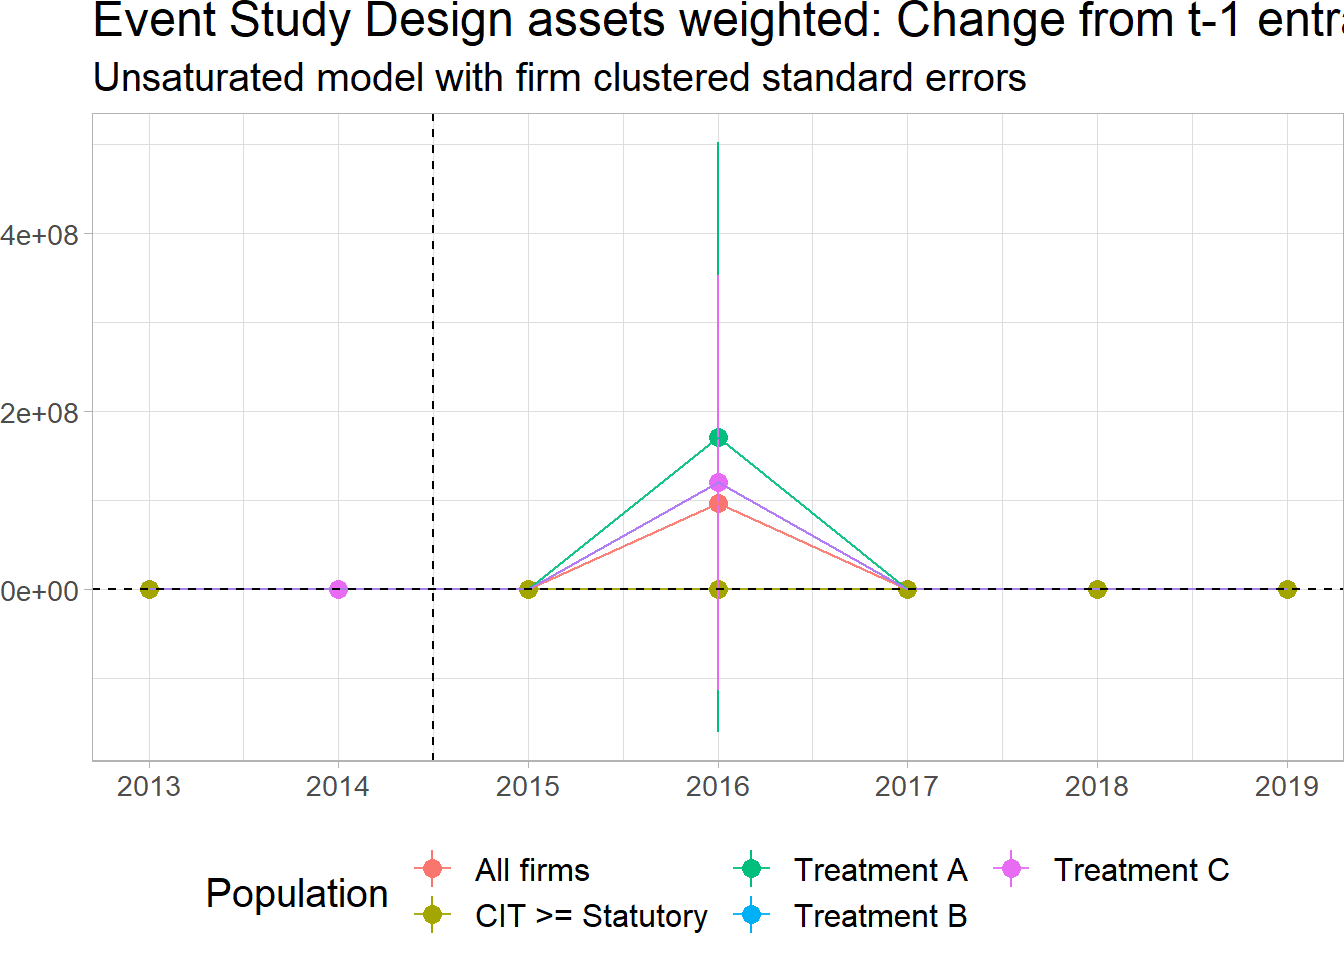 Event Study Design assets weighted: Change from t-1 entra
Unsaturated model with firm clustered standard errors
4e+08
2e+08
0e+00
2013 2014 2015 2016 2017 2018 2019
Population
All firms Treatment A Treatment C
CIT >= Statutory Treatment B